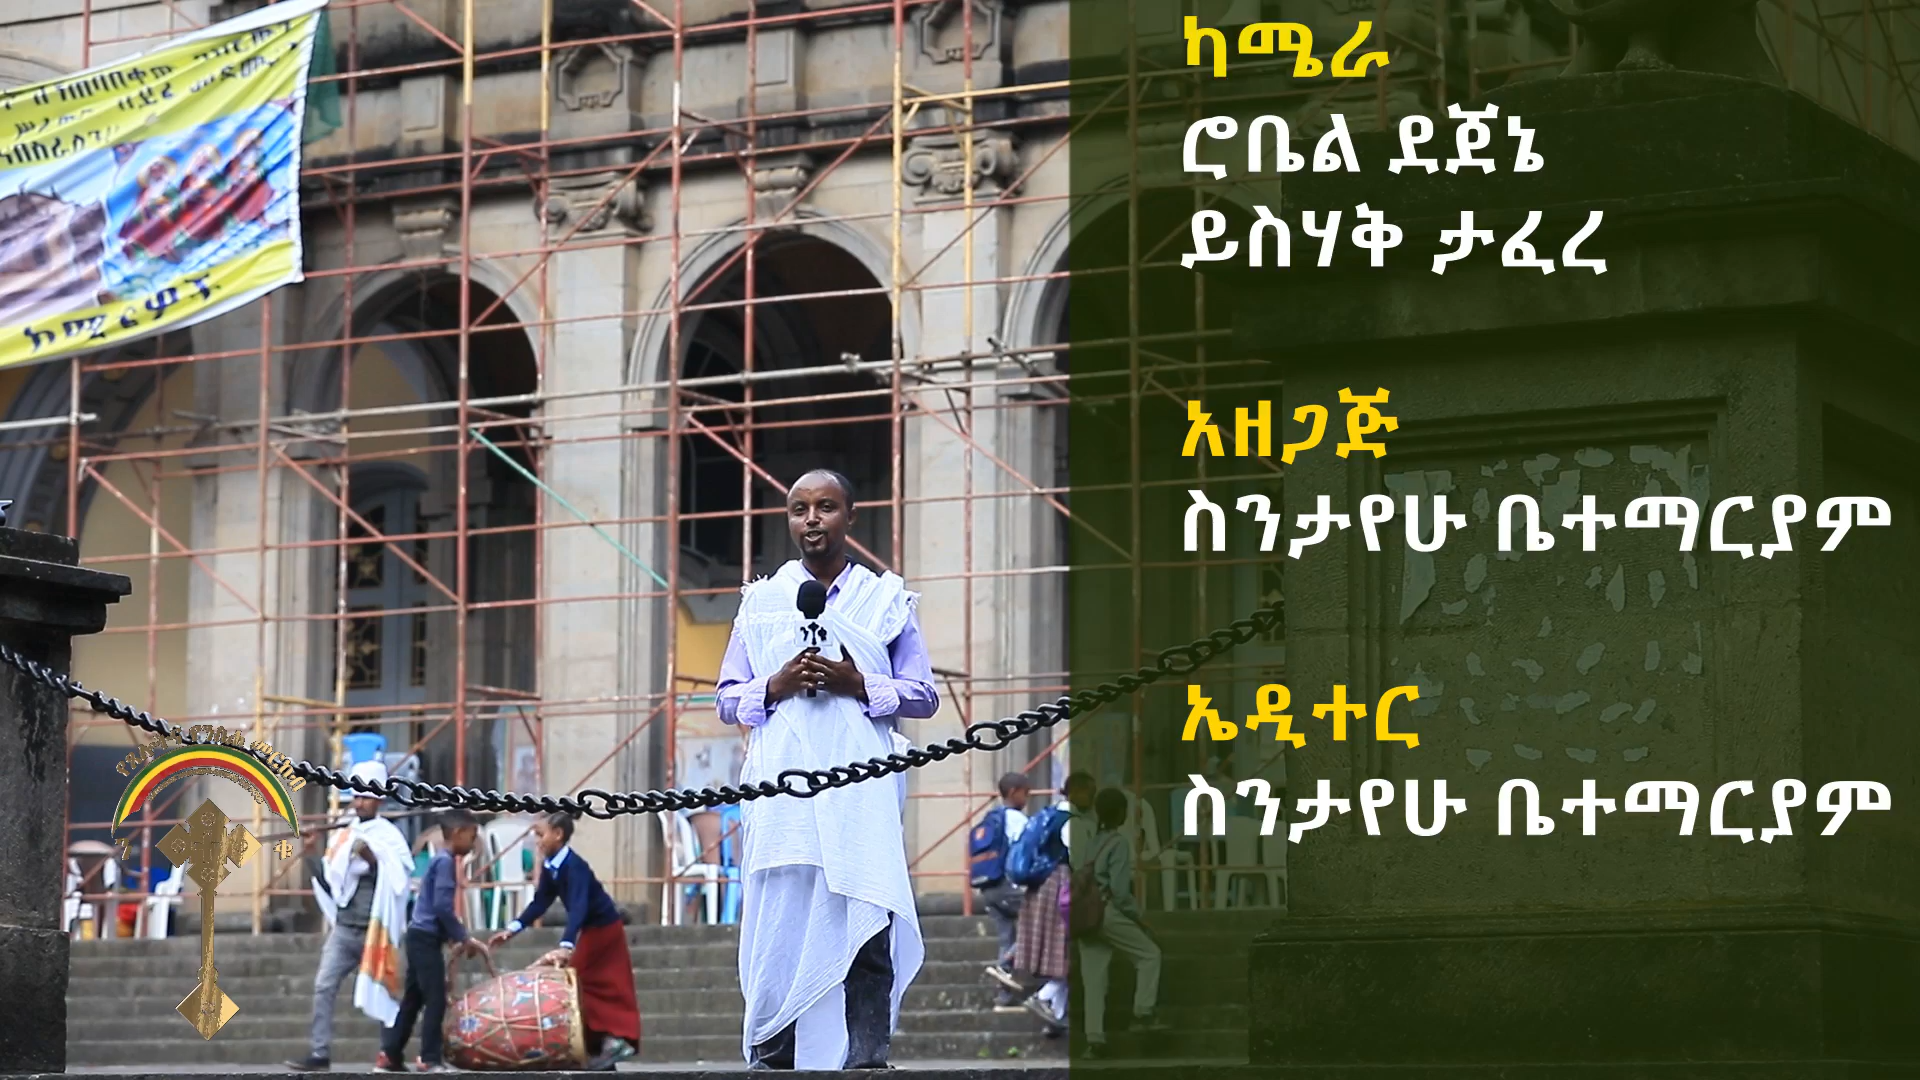 ካሜራ
ሮቤል ደጀኔ
ይስሃቅ ታፈረ
አዘጋጅ
ስንታየሁ ቤተማርያም
ኤዲተር
ስንታየሁ ቤተማርያም